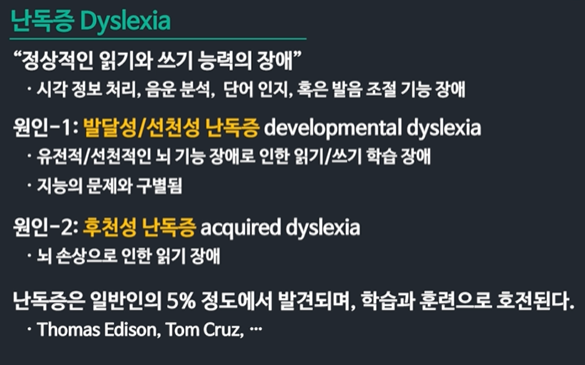 난독증 Dyslexia
“정상적인 읽기와 쓰기 능력의 장애”
· 시각 정보 처리, 음운 분석, 단어 인지, 혹은 발음 조절 기능 장애
원인-1: 발달성/선천성 난독증 developmental dyslexia
· 유전적/선천적인 뇌 기능 장애로 인한 읽기/쓰기 학습 장애
· 지능의 문제와 구별됨
원인-2: 후천성 난독증 acquired dyslexia
· 뇌 손상으로 인한 읽기 장애
난독증은 일반인의 5% 정도에서 발견되며, 학습과 훈련으로 호전된다.
· Thomas Edison, Tom Cruz, ⋯